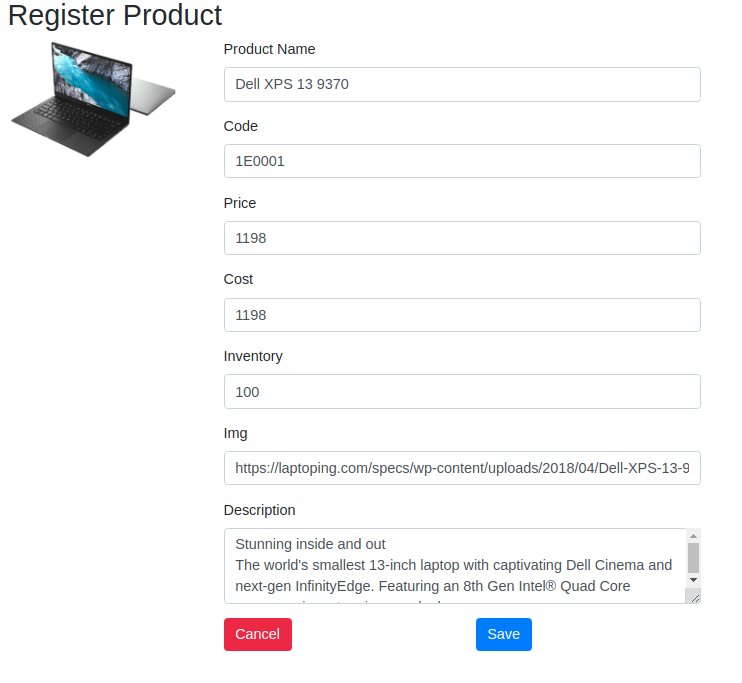 Register Product
Product Name
Dell XPS 13 9370
Code
1E0001
Price
1198
Cost
1198
Inventory
100
Img
https://laptoping.com/specs/wp-content/uploads/2018/04/Dell-XPS-13-9
Description
Stunning inside and out
The world's smallest 13-inch laptop with captivating Dell Cinema and
next-gen InfinityEdge. Featuring an 8th Gen Intel® Quad Core
Cancel
Save